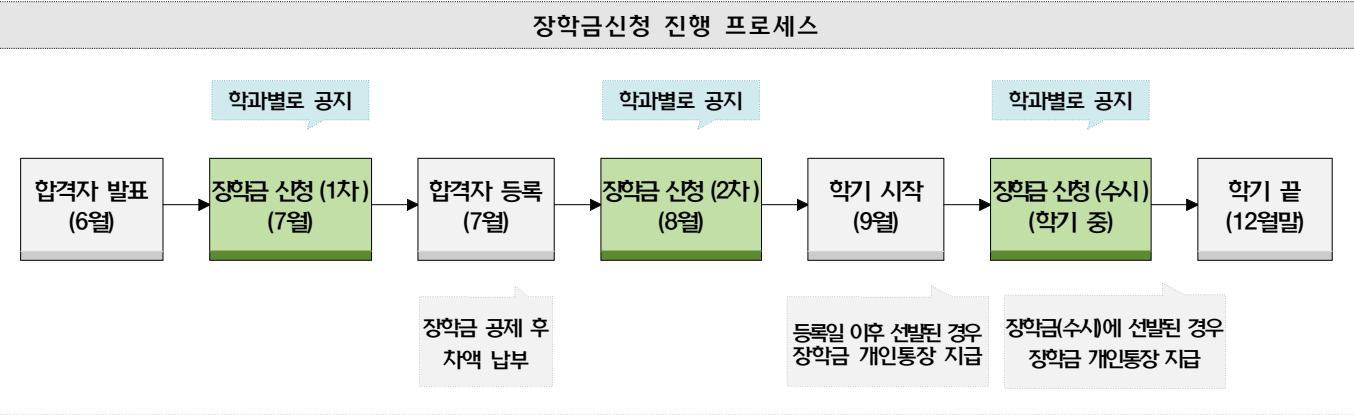 장학금신청 진행 프로세스
학과별로 공지
학과별로 공지
학과별로 공지
합격자 발표
(6월)
장학금 신청 (1차)
(7월)
합격자 등록
(7월)
장학금 신청 (2차)
(8월)
학기 시작
(9월)
장학금 신청 (수시)
(학기 중)
학기 끝
(12월말)
장학금 공제 후
차액 납부
등록일 이후 선발된 경우
장학금 개인통장 지급
장학금(수시)에 선발된 경우
장학금 개인통장 지급